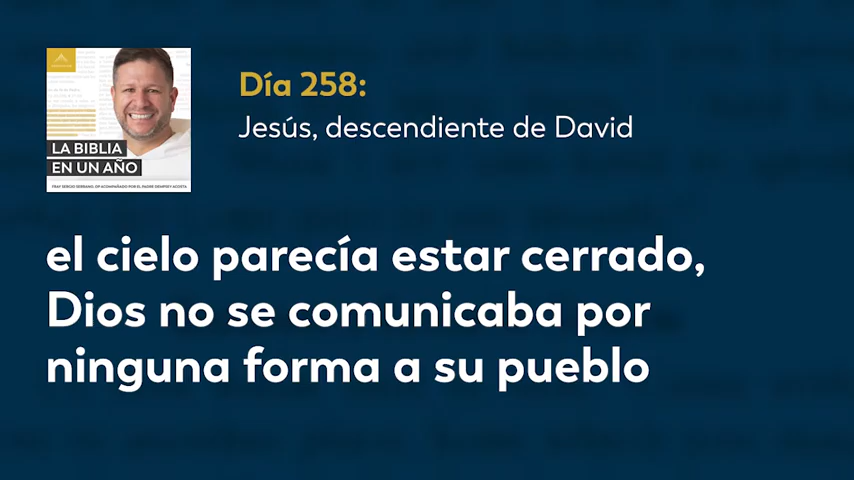 Día 258:
Jesús, descendiente de David
LA BIBLIA
EN UN AÑO
el cielo parecía estar cerrado,
Dios no se comunicaba por
ninguna forma a su pueblo